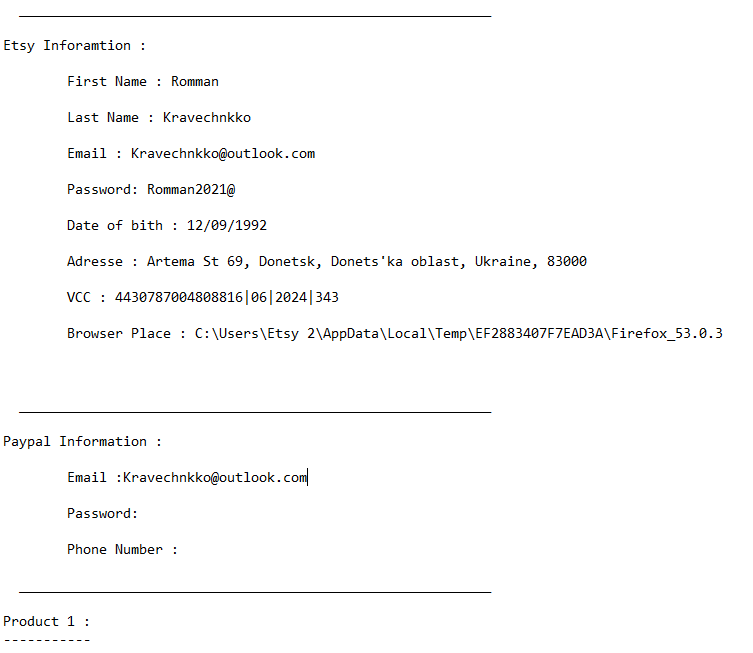 Etsy Inforamtion :
First Name : Romman
Last Name : Kravechnkko
Email : Kravechnkko@outlook.com
Password: Romman2021@
Date of bith : 12/09/1992
Adresse : Artema St 69, Donetsk, Donets'ka oblast, Ukraine, 83000
VCC : 4430787004808816|06|2024|343
Browser Place : C:\Users\Etsy 2\AppData\Local\Temp\EF2883407F7EAD3A\Firefox_53.0.3
Paypal Information :
Email :Kravechnkko@outlook.com
Password:
Phone Number :
Product 1 :
-----------